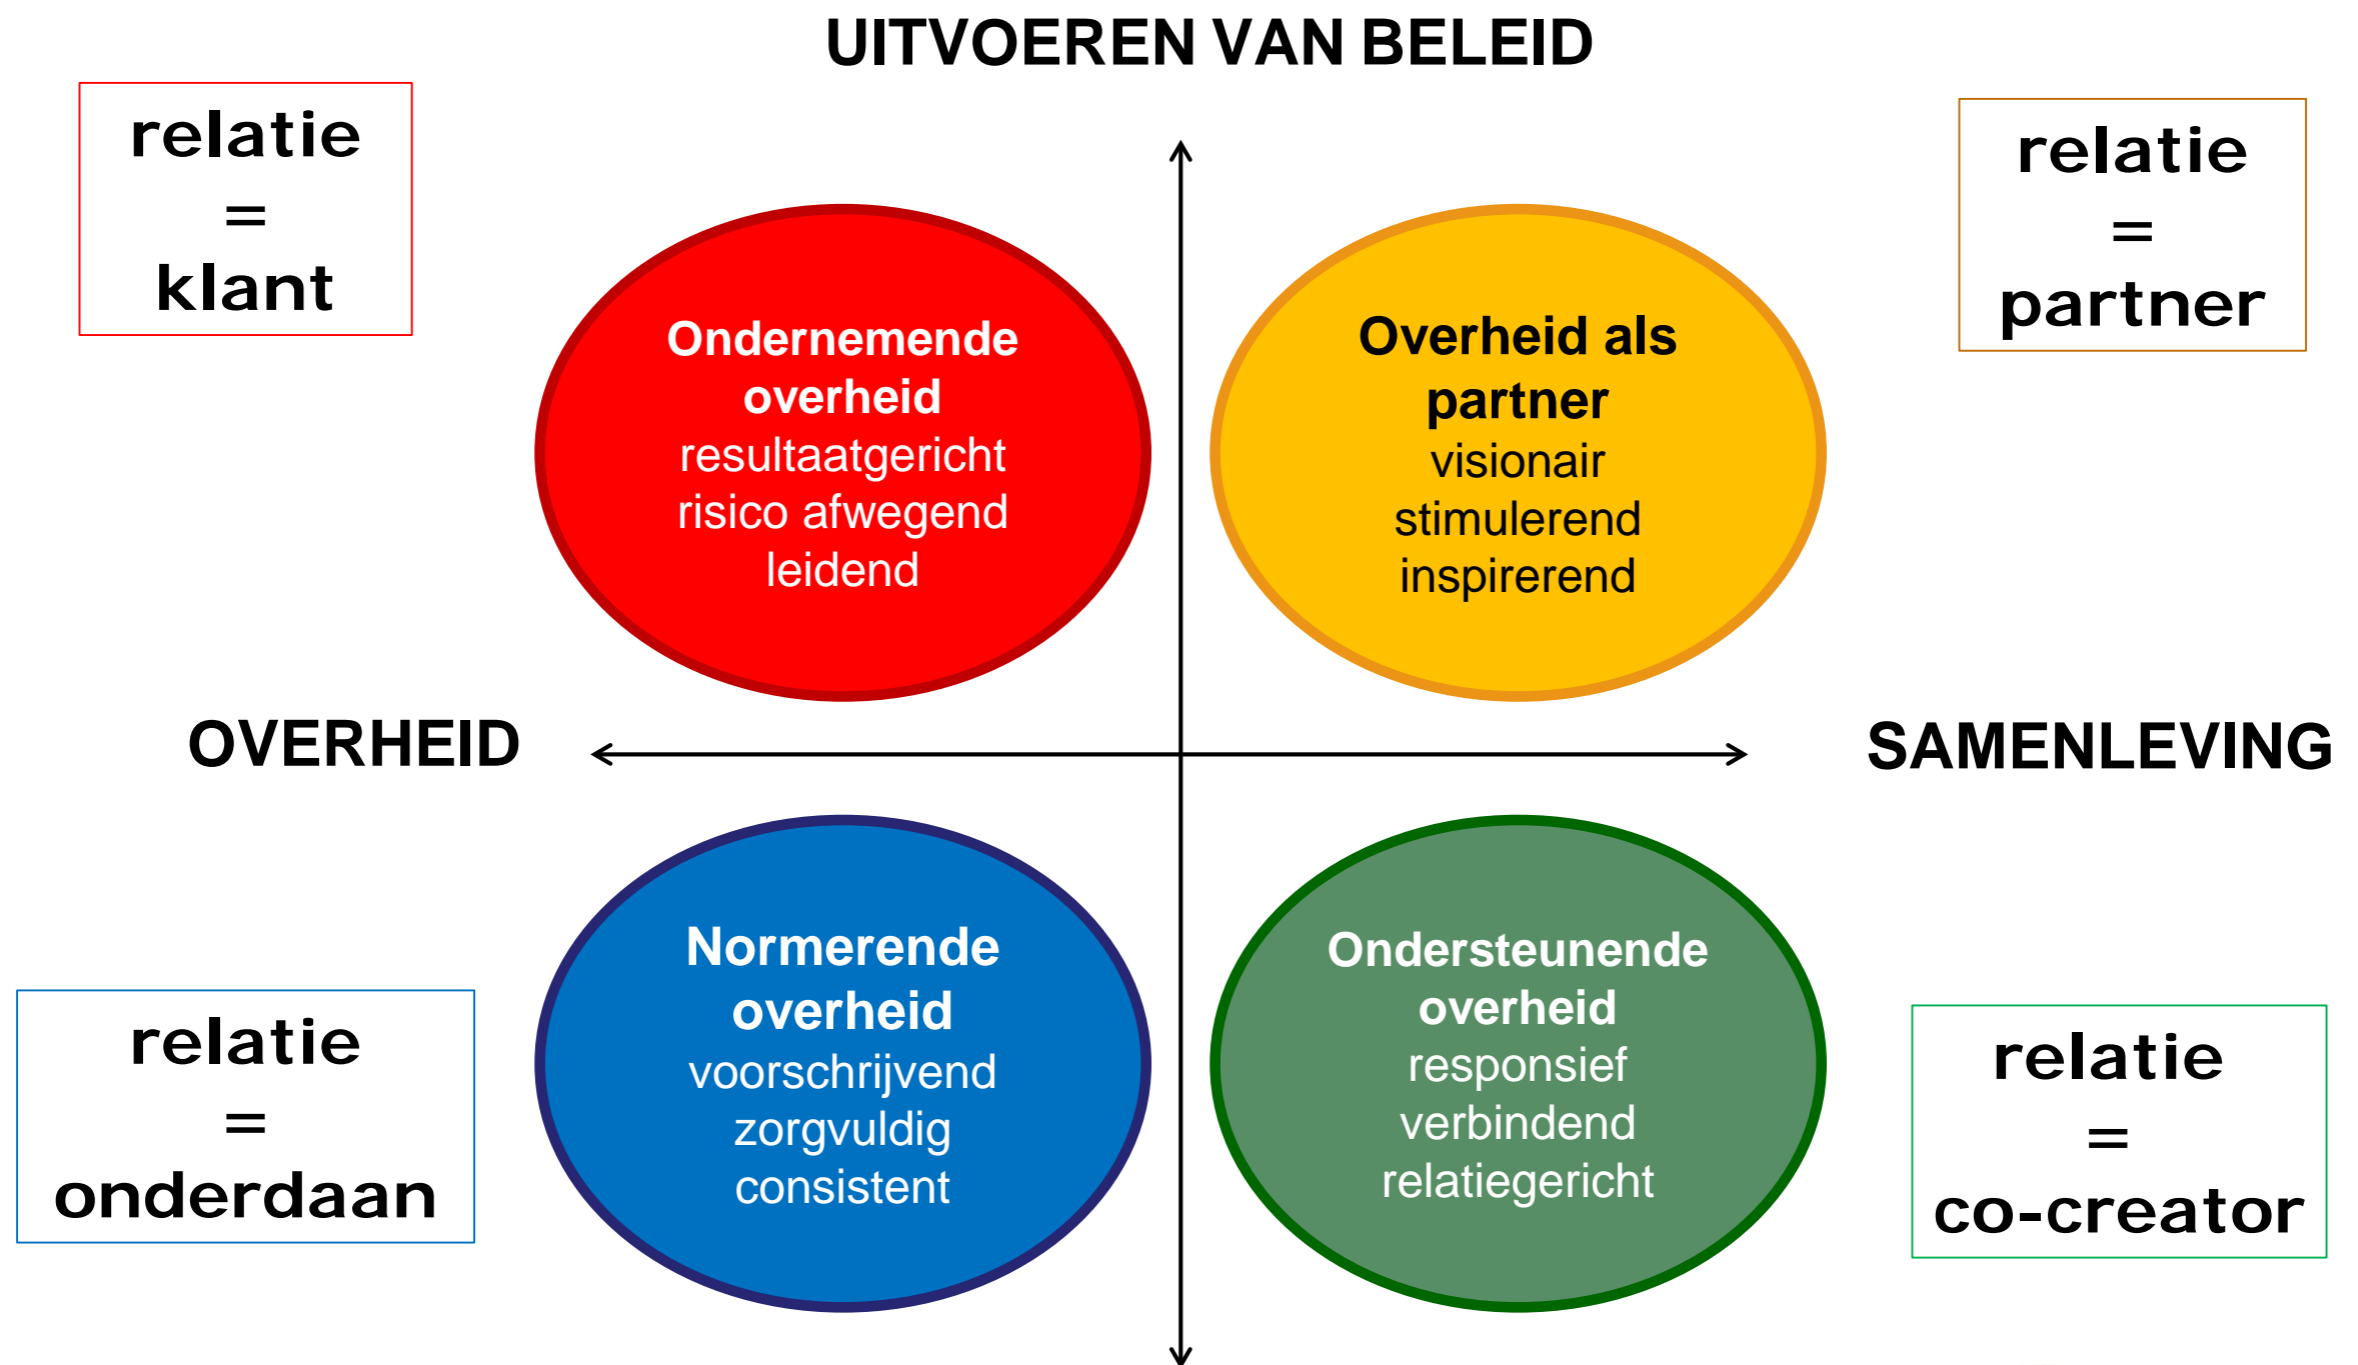 UITVOEREN VAN BELEID
relatie
=
klant
relatie
=
partner
Ondernemende
overheid
resultaatgericht
risico afwegend
leidend
Overheid als
partner
visionair
stimulerend
inspirerend
OVERHEID
SAMENLEVING
Normerende
overheid
voorschrijvend
zorgvuldig
consistent
Ondersteunende
overheid
responsief
verbindend
relatiegericht
relatie
=
onderdaan
relatie
=
co-creator